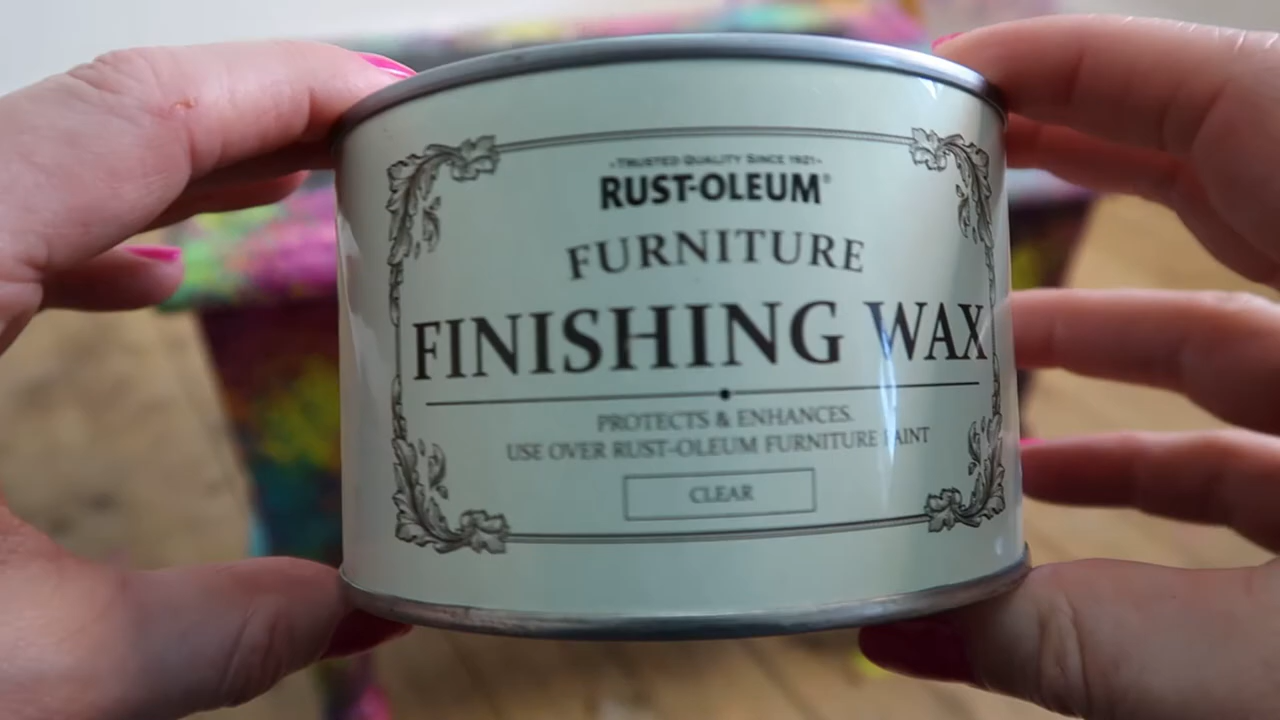 • TRUSTED QUALITY SINCE 1921 •
RUST-OLEUM®
FURNITURE
FINISHING WAX
PROTECTS & ENHANCES.
USE OVER RUST-OLEUM FURNITURE PAINT
CLEAR